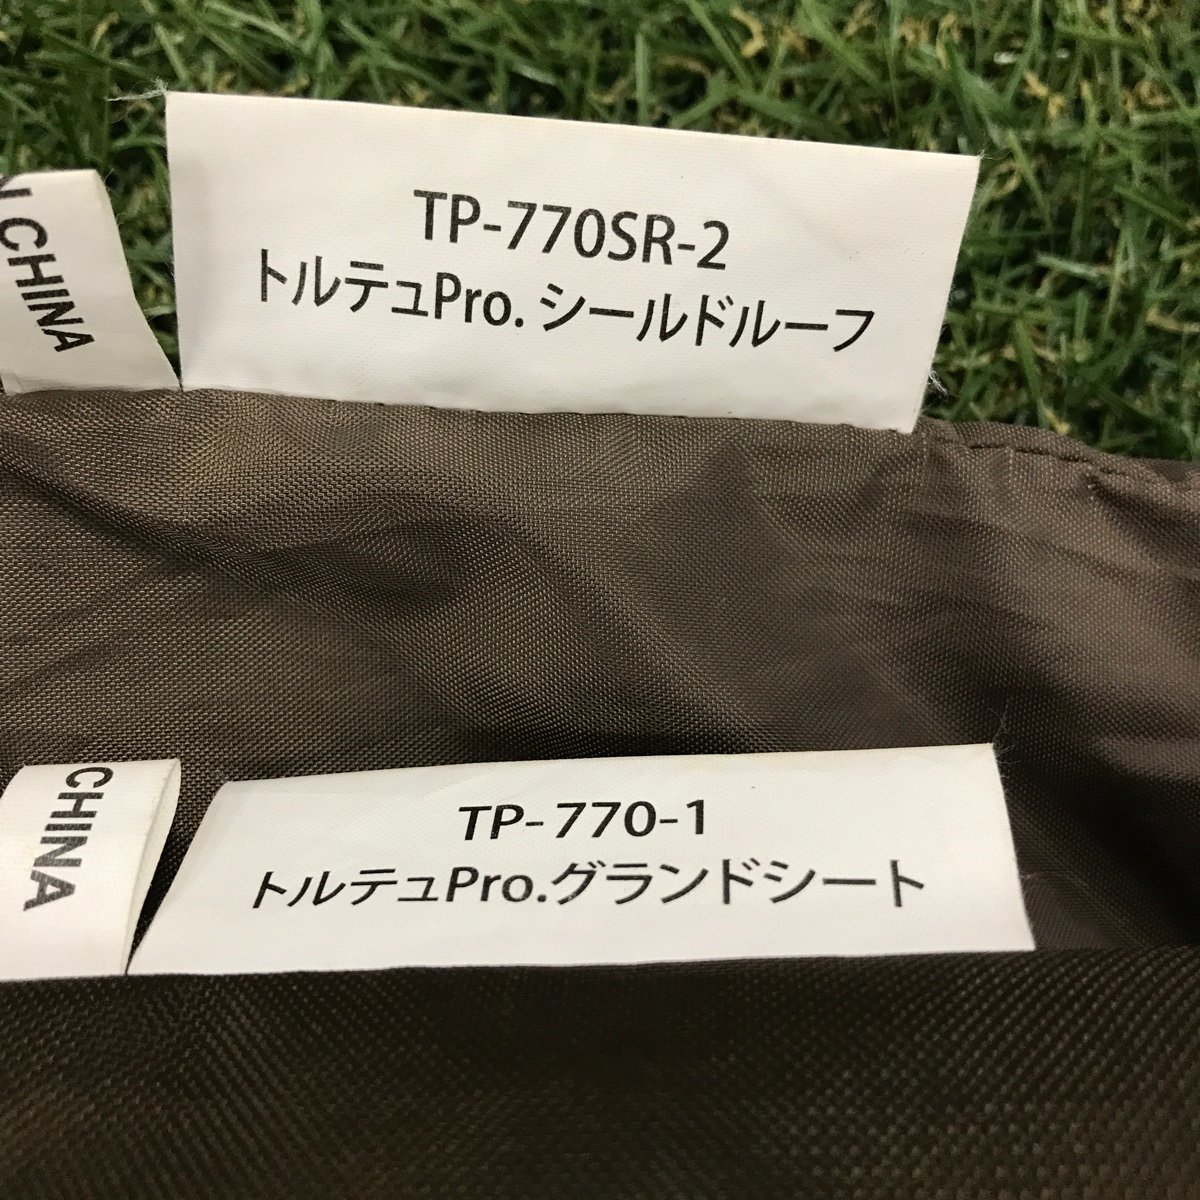 N CHINA
TP-770SR-2
トルテュPro. シールドルーフ
CHINA
TP-770-1
トルテュPro.グランドシート